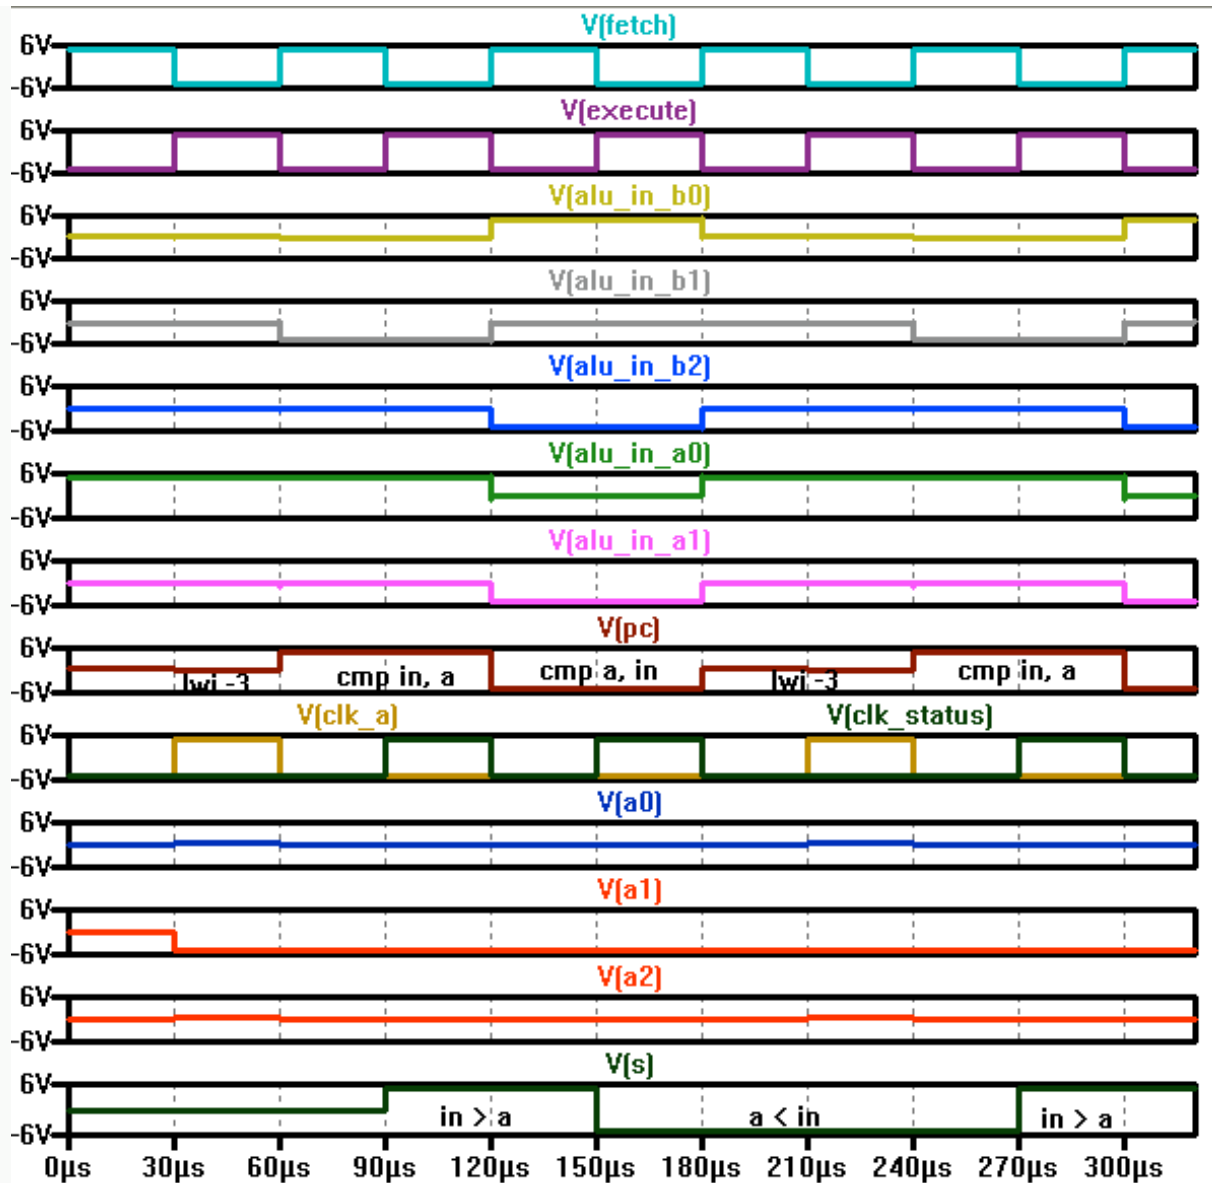 V(fetch)
6V
-6V
V(execute)
6V
-6V
V(alu_in_b0)
6V
-6V
V(alu_in_b1)
6V
-6V
V(alu_in_b2)
6V
-6V
V(alu_in_a0)
6V
-6V
V(alu_in_a1)
6V
-6V
V(pc)
6V
lwi -3 cmp in, a cmp a, in lwi -3 cmp in, a
-6V
V(clk_a) V(clk_status)
6V
-6V
V(a0)
6V
-6V
V(a1)
6V
-6V
V(a2)
6V
-6V
V(s)
6V
in > a a < in in > a
-6V
0µs 30µs 60µs 90µs 120µs 150µs 180µs 210µs 240µs 270µs 300µs